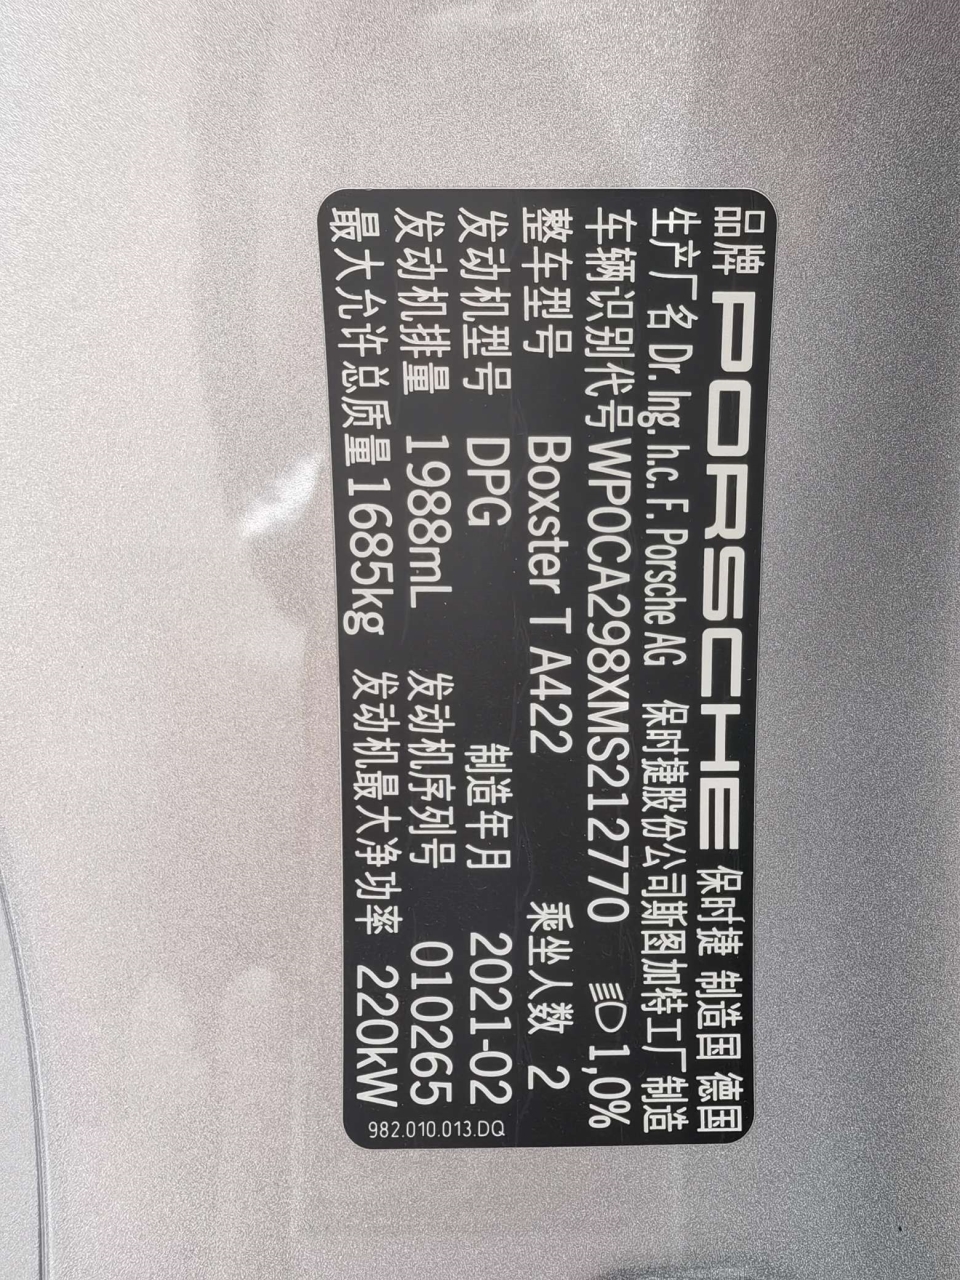 品牌 PORSCHE 保时捷 制造国 德国
生产厂名 Dr. Ing. h.c. F. Porsche AG 保时捷股份公司斯图加特工厂制造
车辆识别代号 WP0CA298XMS212770 1,0%
整车型号 Boxster T A422 乘坐人数 2
发动机型号 DPG 制造年月 2021-02
发动机排量 1988mL 发动机序列号 010265
最大允许总质量 1685kg 发动机最大净功率 220kW
982.010.013.DQ